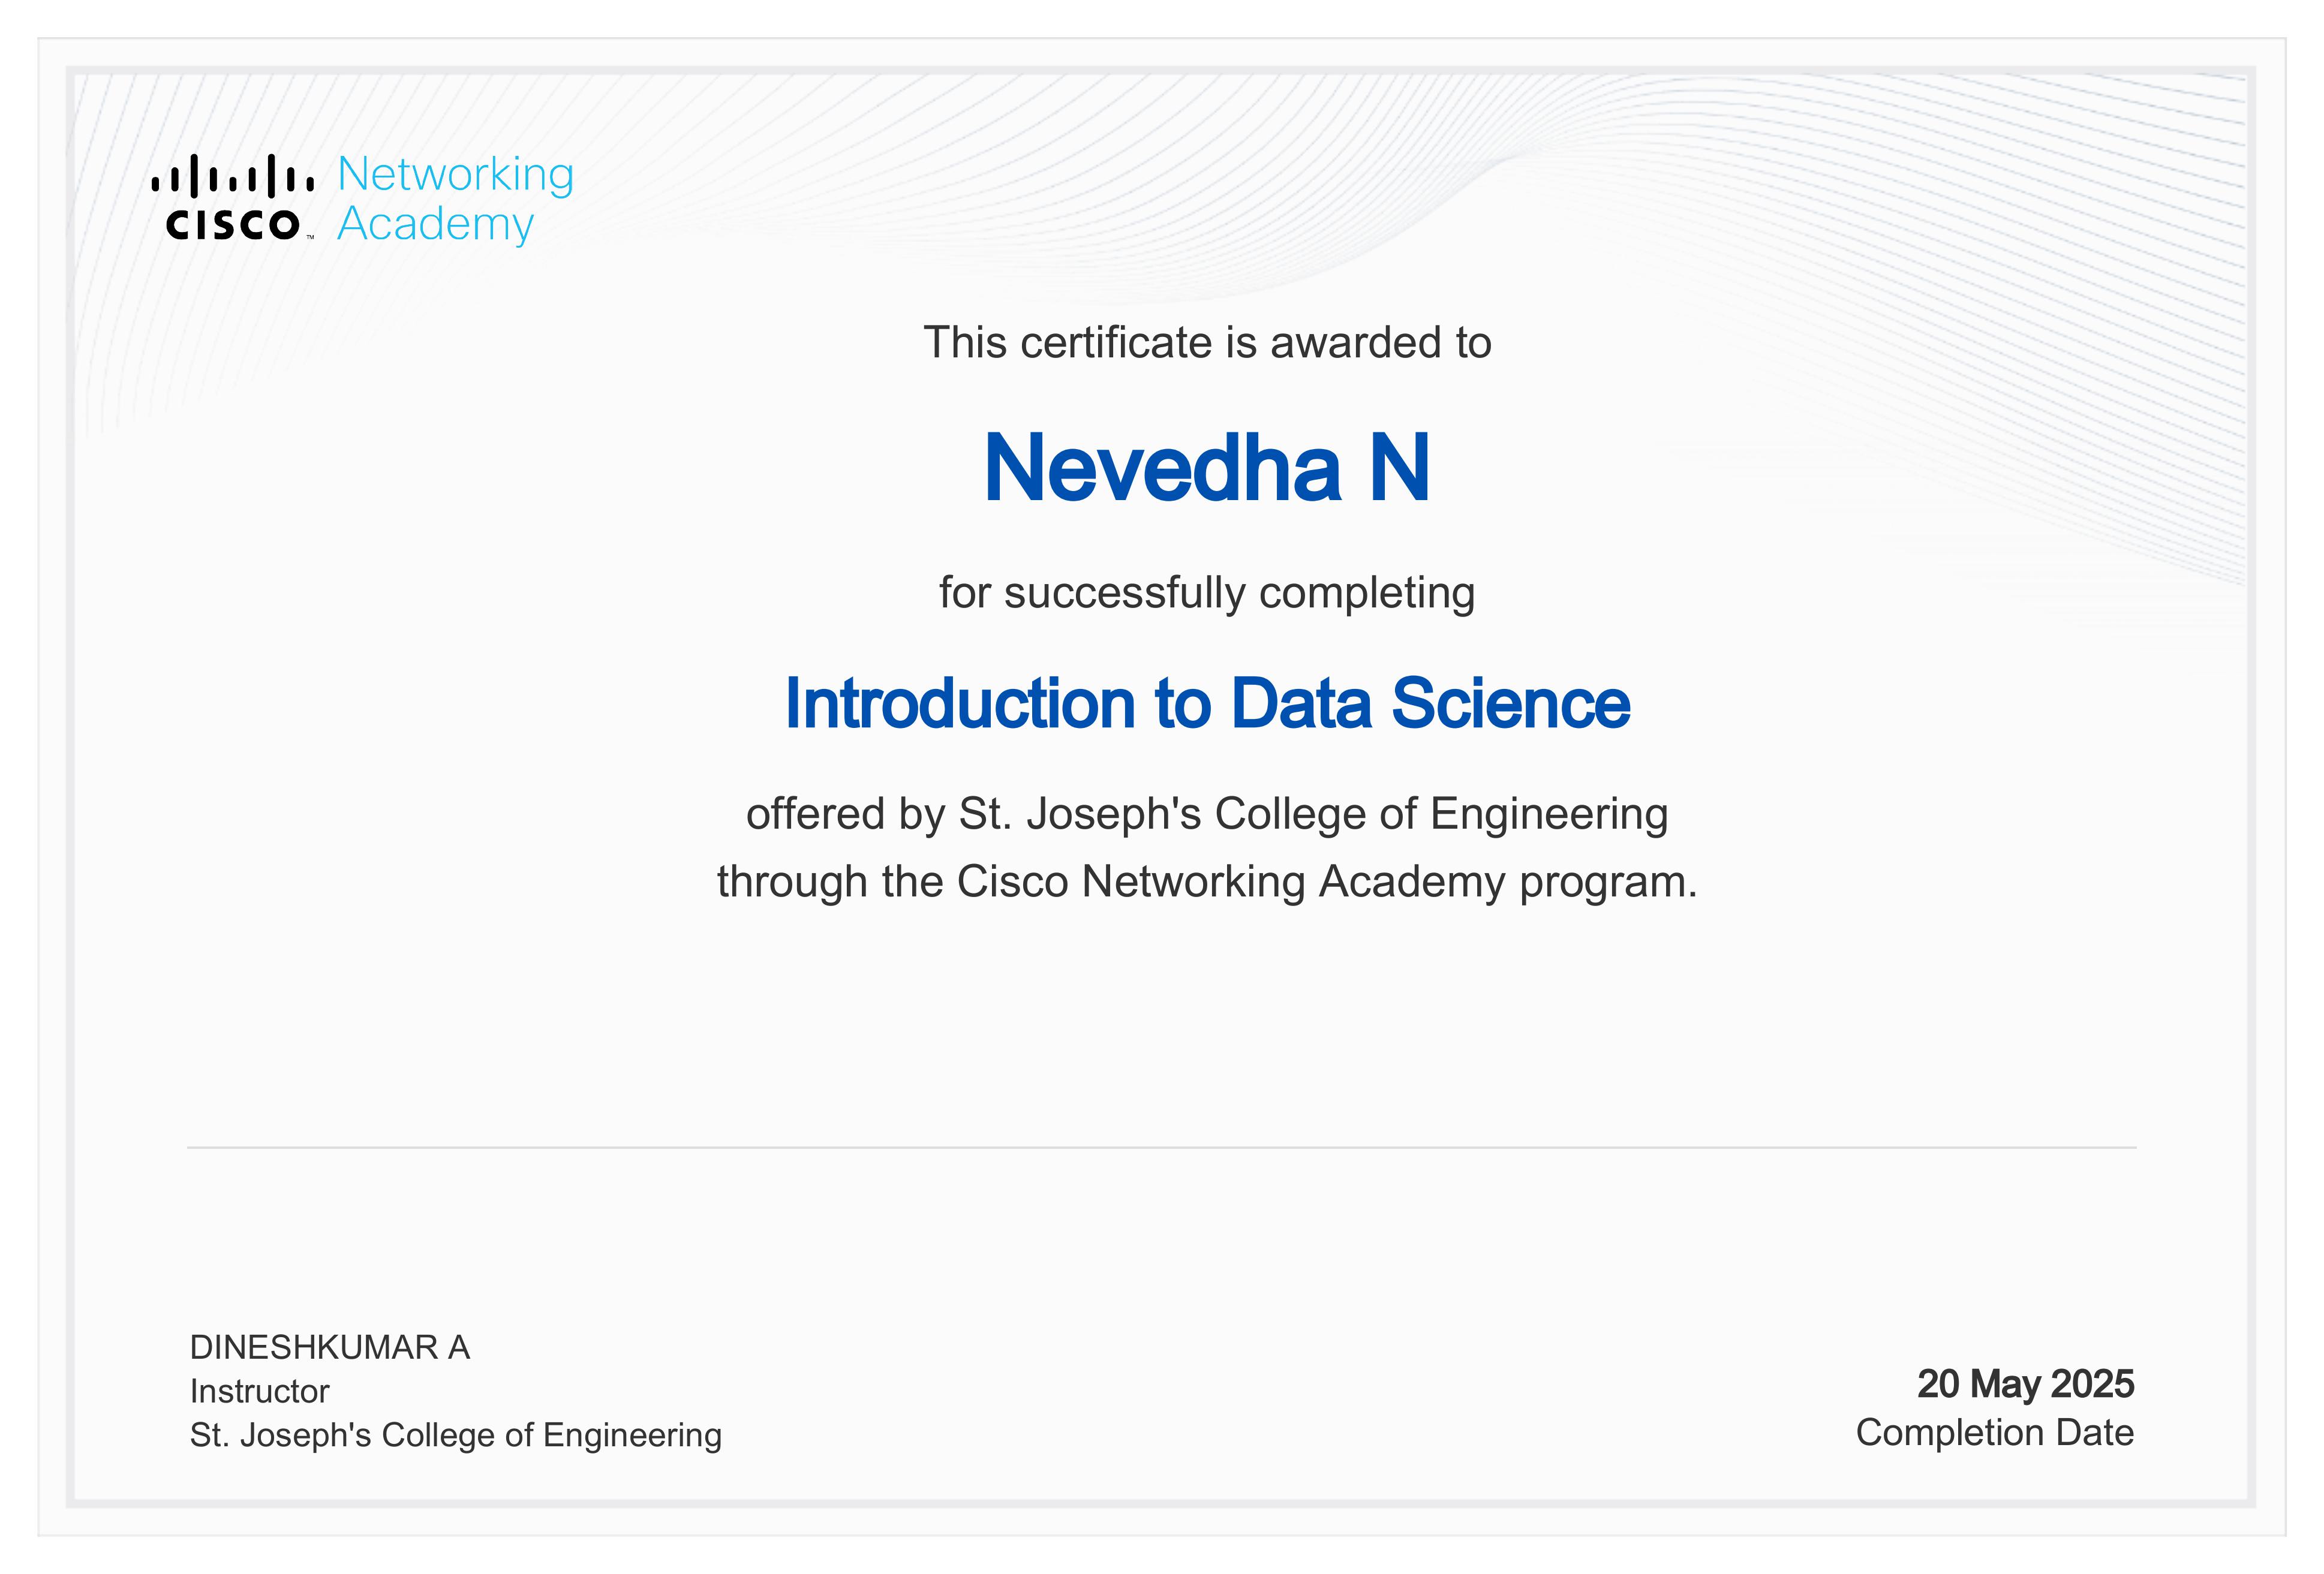 Networking
CISCO™ Academy
This certificate is awarded to
Nevedha N
for successfully completing
Introduction to Data Science
offered by St. Joseph's College of Engineering
through the Cisco Networking Academy program.
DINESHKUMAR A
Instructor
St. Joseph's College of Engineering
20 May 2025
Completion Date